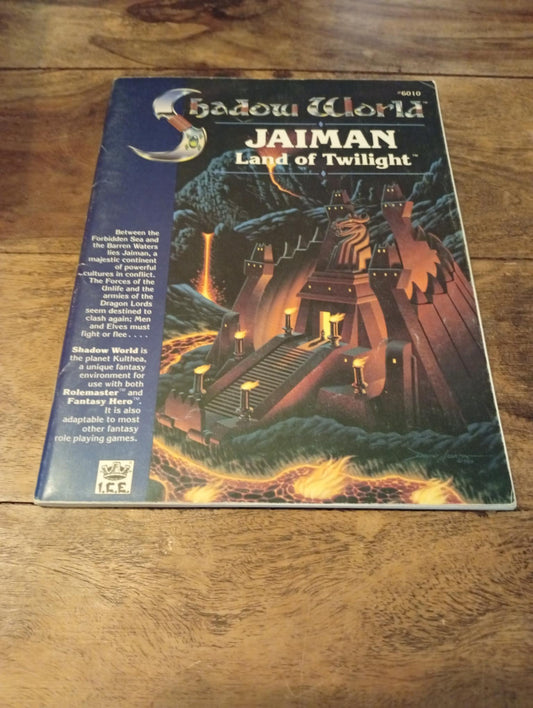 #6010
Shadow World™
JAIMAN
Land of Twilight™
Between the
Forbidden Sea and
the Barren Waters
lies Jaiman, a
majestic continent
of powerful
cultures in conflict.
The Forces of the
Unlife and the
armies of the
Dragon Lords
seem destined to
clash again; Men
and Elves must
fight or flee . . . .
Shadow World is
the planet Kulthea,
a unique fantasy
environment for
use with both
Rolemaster™ and
Fantasy Hero™.
It is also
adaptable to most
other fantasy
role playing games.
I.C.E.